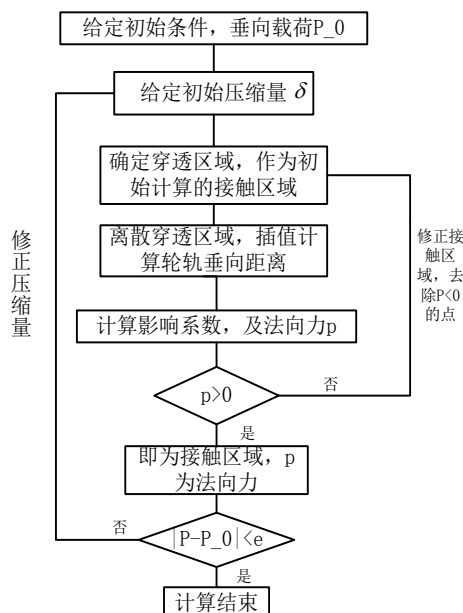 给定初始条件，垂向载荷P_0
给定初始压缩量 δ
确定穿透区域，作为初
始计算的接触区域
离散穿透区域，插值计
算轮轨垂向距离
修正接
触区
域，去
除P<0
的点
修
正
压
缩
量
计算影响系数，及法向力p
p>0
否
是
即为接触区域，p
为法向力
否
|P-P_0|<e
是
计算结束